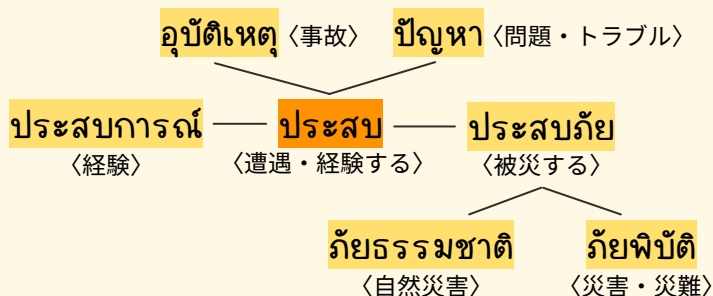 อุบัติเหตุ〈事故〉 ปัญหา〈問題・トラブル〉
ประสบการณ์ ประสบ ประสบภัย
〈経験〉 〈遭遇・経験する〉 〈被災する〉
ภัยธรรมชาติ ภัยพิบัติ
〈自然災害〉 〈災害・災難〉